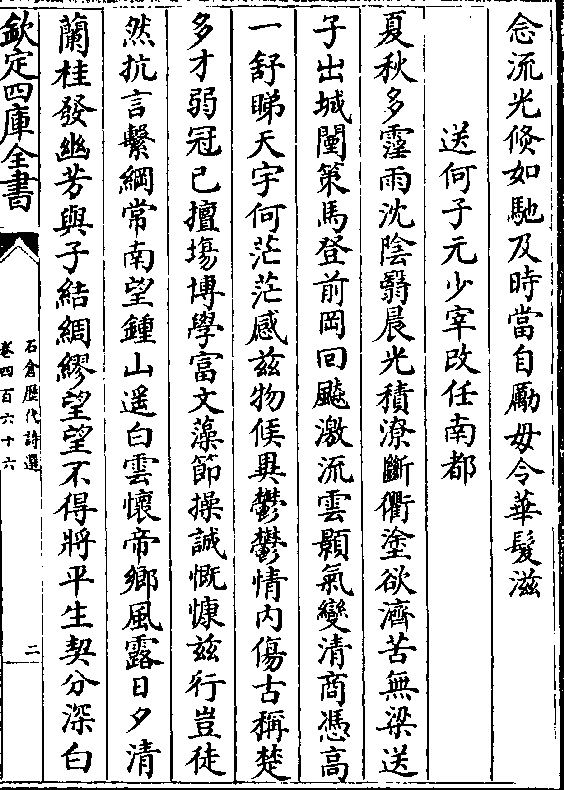 念流光倏如馳及時當自勵毋令華髪滋
送何子元少宰改任南都
夏秋多霪雨沈陰翳晨光積潦斷衢塗欲濟苦無梁送
子出城闉策馬登前岡回飈激流雲顥氣變清商憑高
一舒睇天宇何茫茫感兹物候異鬱鬱情内傷古稱楚
多才弱冠已擅塲博學富文藻節操誠慨慷兹行豈徒
然抗言繫綱常南望鍾山遥白雲懷帝鄉風露日夕清
蘭桂發幽芳與子結綢繆望望不得將平生契分深白
欽定四庫全書
石倉歴代詩選
卷四百六十六
二